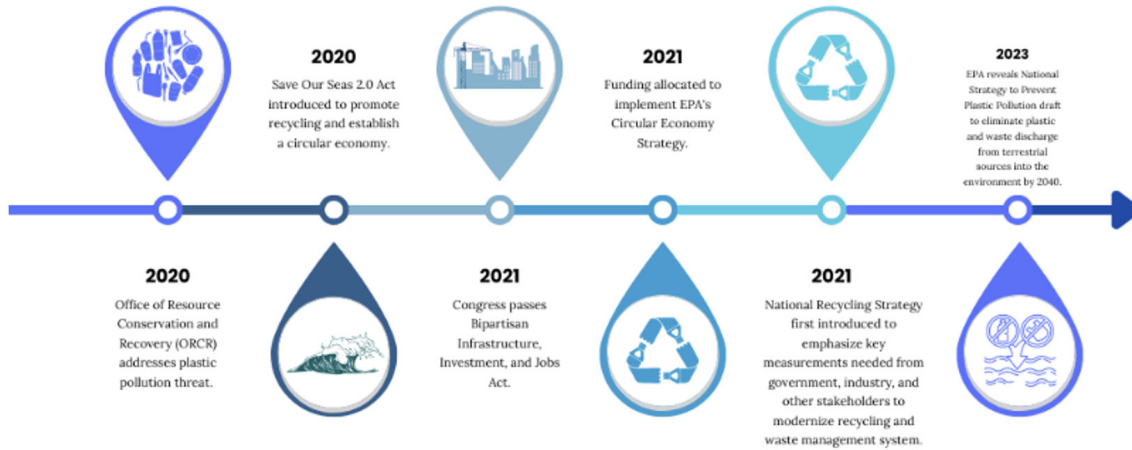 2020
Office of Resource
Conservation and
Recovery (ORCR)
addresses plastic
pollution threat.
2020
Save Our Seas 2.0 Act
introduced to promote
recycling and establish
a circular economy.
2021
Congress passes
Bipartisan
Infrastructure,
Investment, and Jobs
Act.
2021
Funding allocated to
implement EPA's
Circular Economy
Strategy.
2021
National Recycling Strategy
first introduced to
emphasize key
measurements needed from
government, industry, and
other stakeholders to
modernize recycling and
waste management system.
2023
EPA reveals National
Strategy to Prevent
Plastic Pollution draft
to eliminate plastic
and waste discharge
from terrestrial
sources into the
environment by 2040.